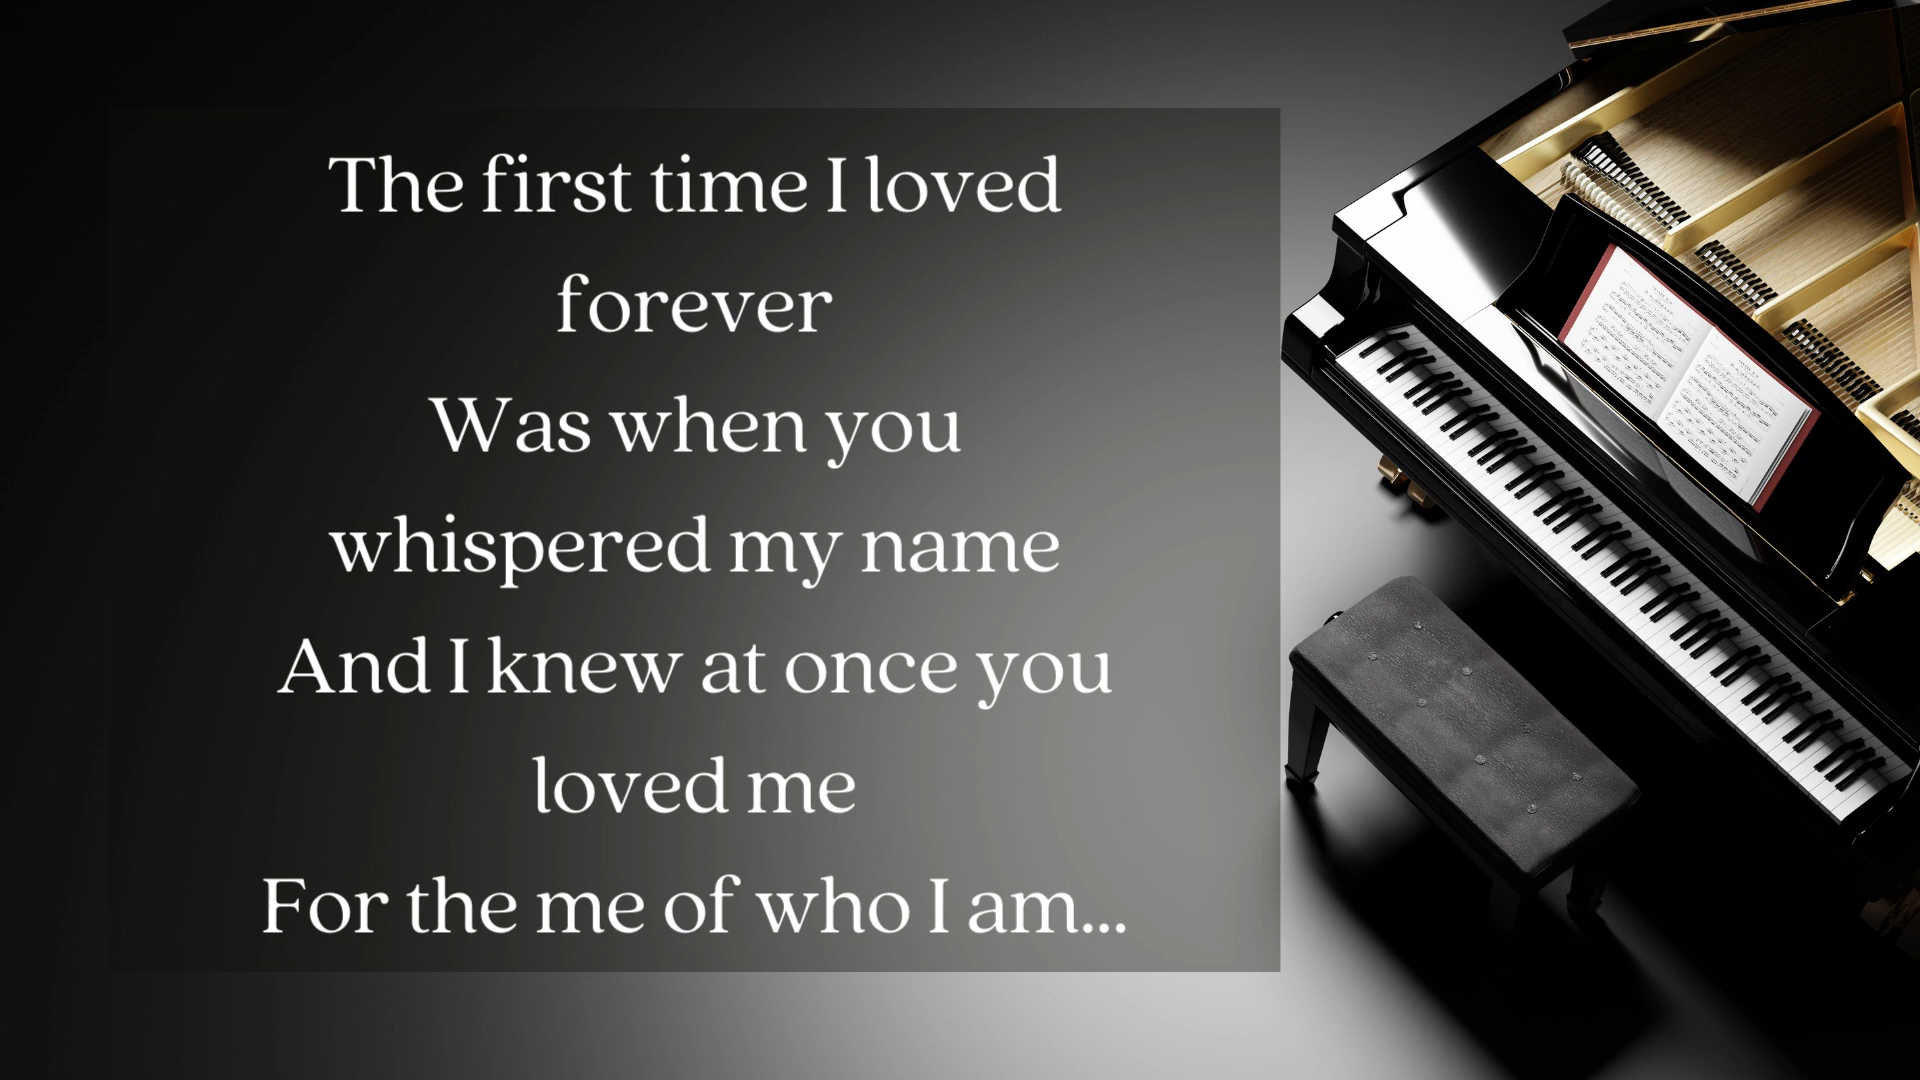 The first time I loved
forever
Was when you
whispered my name
And I knew at once you
loved me
For the me of who I am...